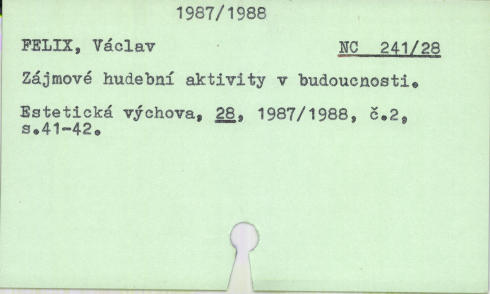 1987/1988
FELIX, Václav NC 241/28
Zájmové hudební aktivity v budoucnosti.
Estetická výchova, 28, 1987/1988, č.2,
s.41-42.